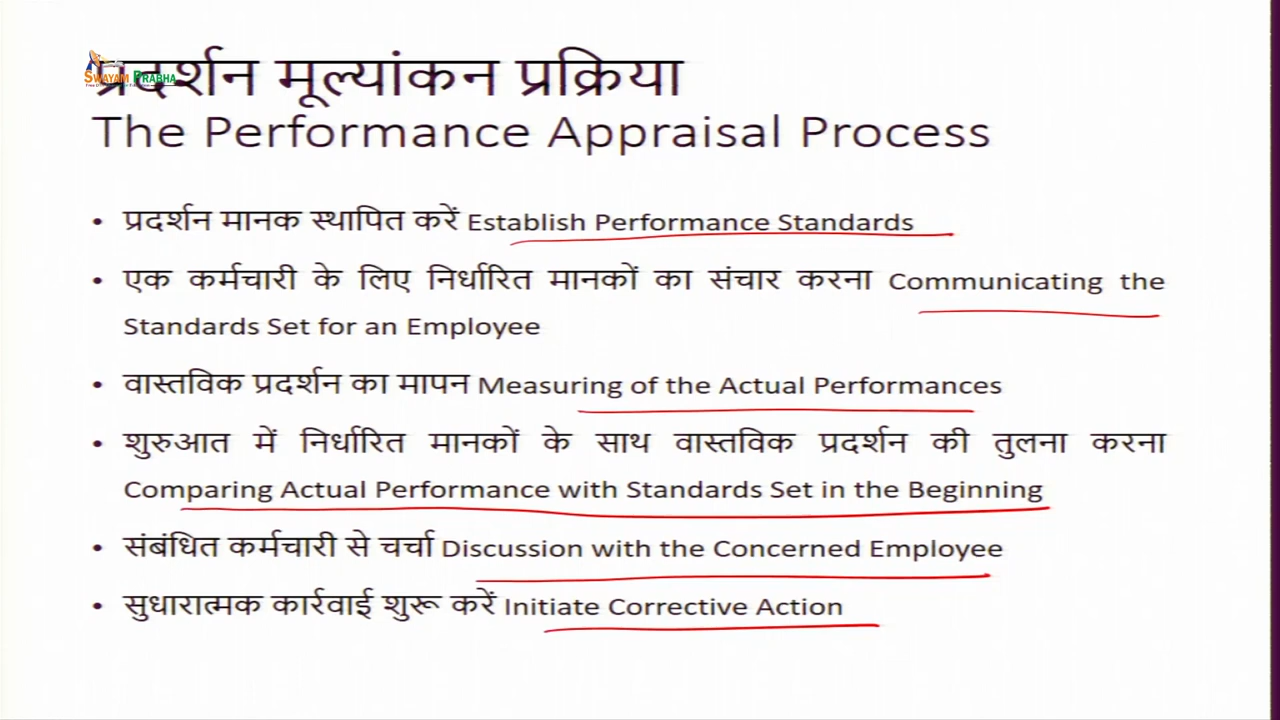 प्रदर्शन मूल्यांकन प्रक्रिया
SWAYAM PRABHA
The Performance Appraisal Process
• प्रदर्शन मानक स्थापित करें Establish Performance Standards
• एक कर्मचारी के लिए निर्धारित मानकों का संचार करना Communicating the
Standards Set for an Employee
• वास्तविक प्रदर्शन का मापन Measuring of the Actual Performances
• शुरुआत में निर्धारित मानकों के साथ वास्तविक प्रदर्शन की तुलना करना
Comparing Actual Performance with Standards Set in the Beginning
• संबंधित कर्मचारी से चर्चा Discussion with the Concerned Employee
• सुधारात्मक कार्रवाई शुरू करें Initiate Corrective Action